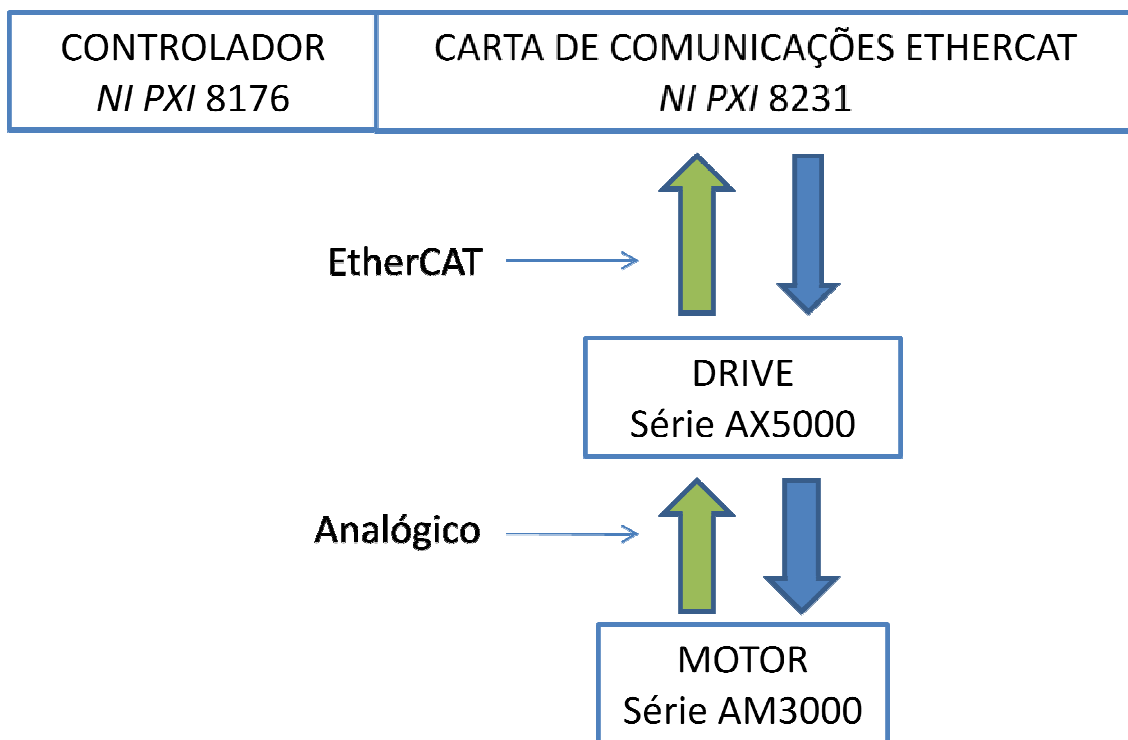 CONTROLADOR
NI PXI 8176
CARTA DE COMUNICAÇÕES ETHERCAT
NI PXI 8231
EtherCAT
DRIVE
Série AX5000
Analógico
MOTOR
Série AM3000